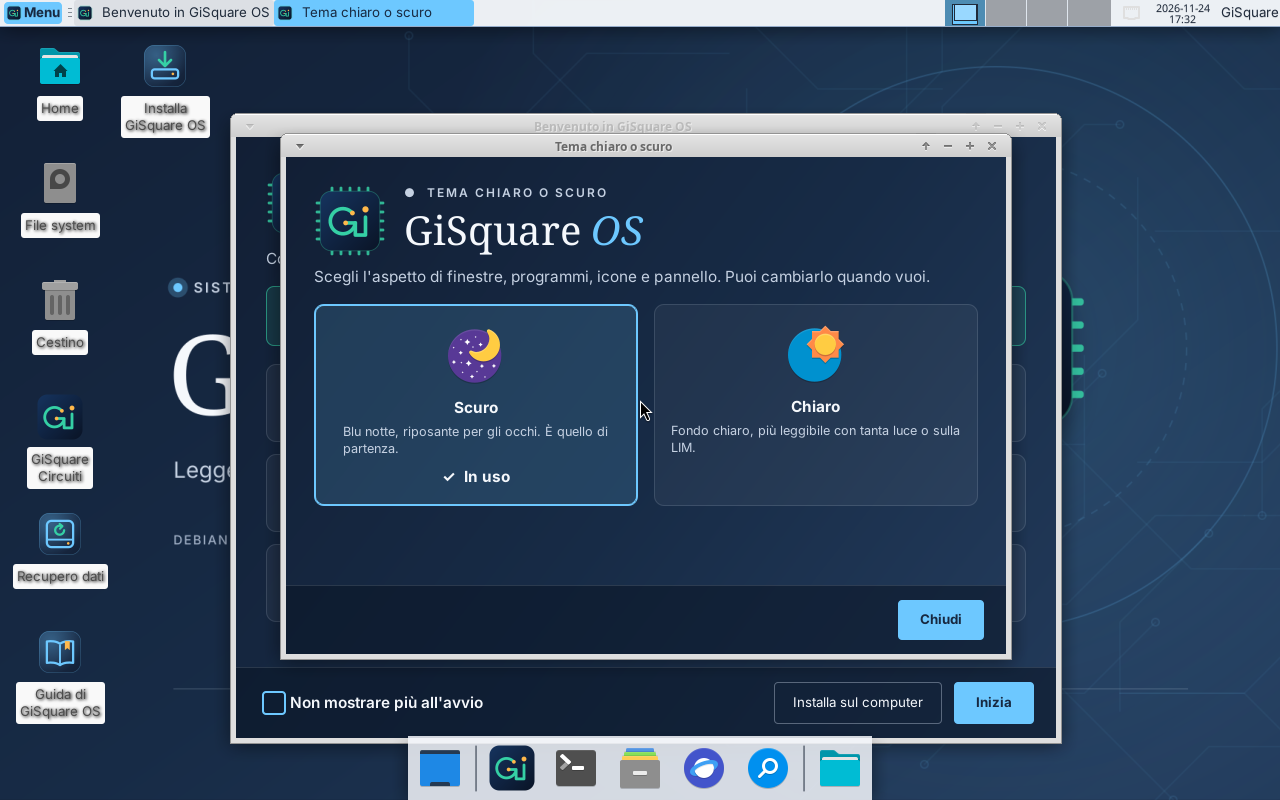 Menu
Benvenuto in GiSquare OS
Tema chiaro o scuro
2026-11-24
17:32
GiSquare
Home
Installa
GiSquare OS
File system
Cestino
GiSquare
Circuiti
Recupero dati
Guida di
GiSquare OS
Benvenuto in GiSquare OS
Tema chiaro o scuro
TEMA CHIARO O SCURO
Gi
GiSquare OS
Scegli l'aspetto di finestre, programmi, icone e pannello. Puoi cambiarlo quando vuoi.
Scuro
Blu notte, riposante per gli occhi. È quello di
partenza.
In uso
Chiaro
Fondo chiaro, più leggibile con tanta luce o sulla
LIM.
Chiudi
SIST
Legge
DEBIAN
Non mostrare più all'avvio
Installa sul computer
Inizia